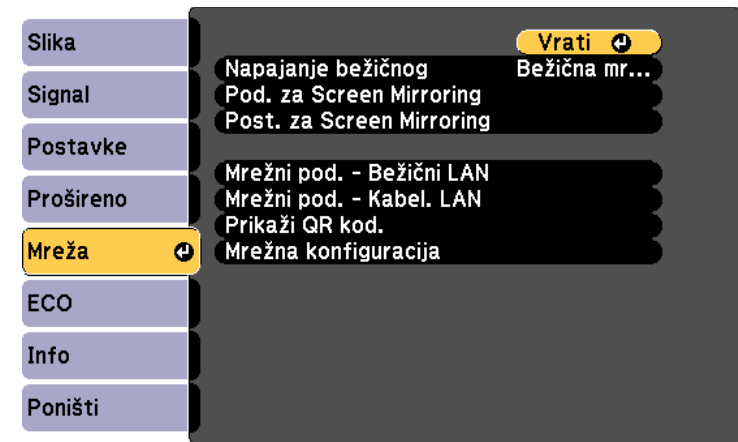 Slika
Signal
Postavke
Prošireno
Mreža
ECO
Info
Poništi
Vrati
Napajanje bežičnog Bežična mr...
Pod. za Screen Mirroring
Post. za Screen Mirroring
Mrežni pod. - Bežični LAN
Mrežni pod. - Kabel. LAN
Prikaži QR kod.
Mrežna konfiguracija